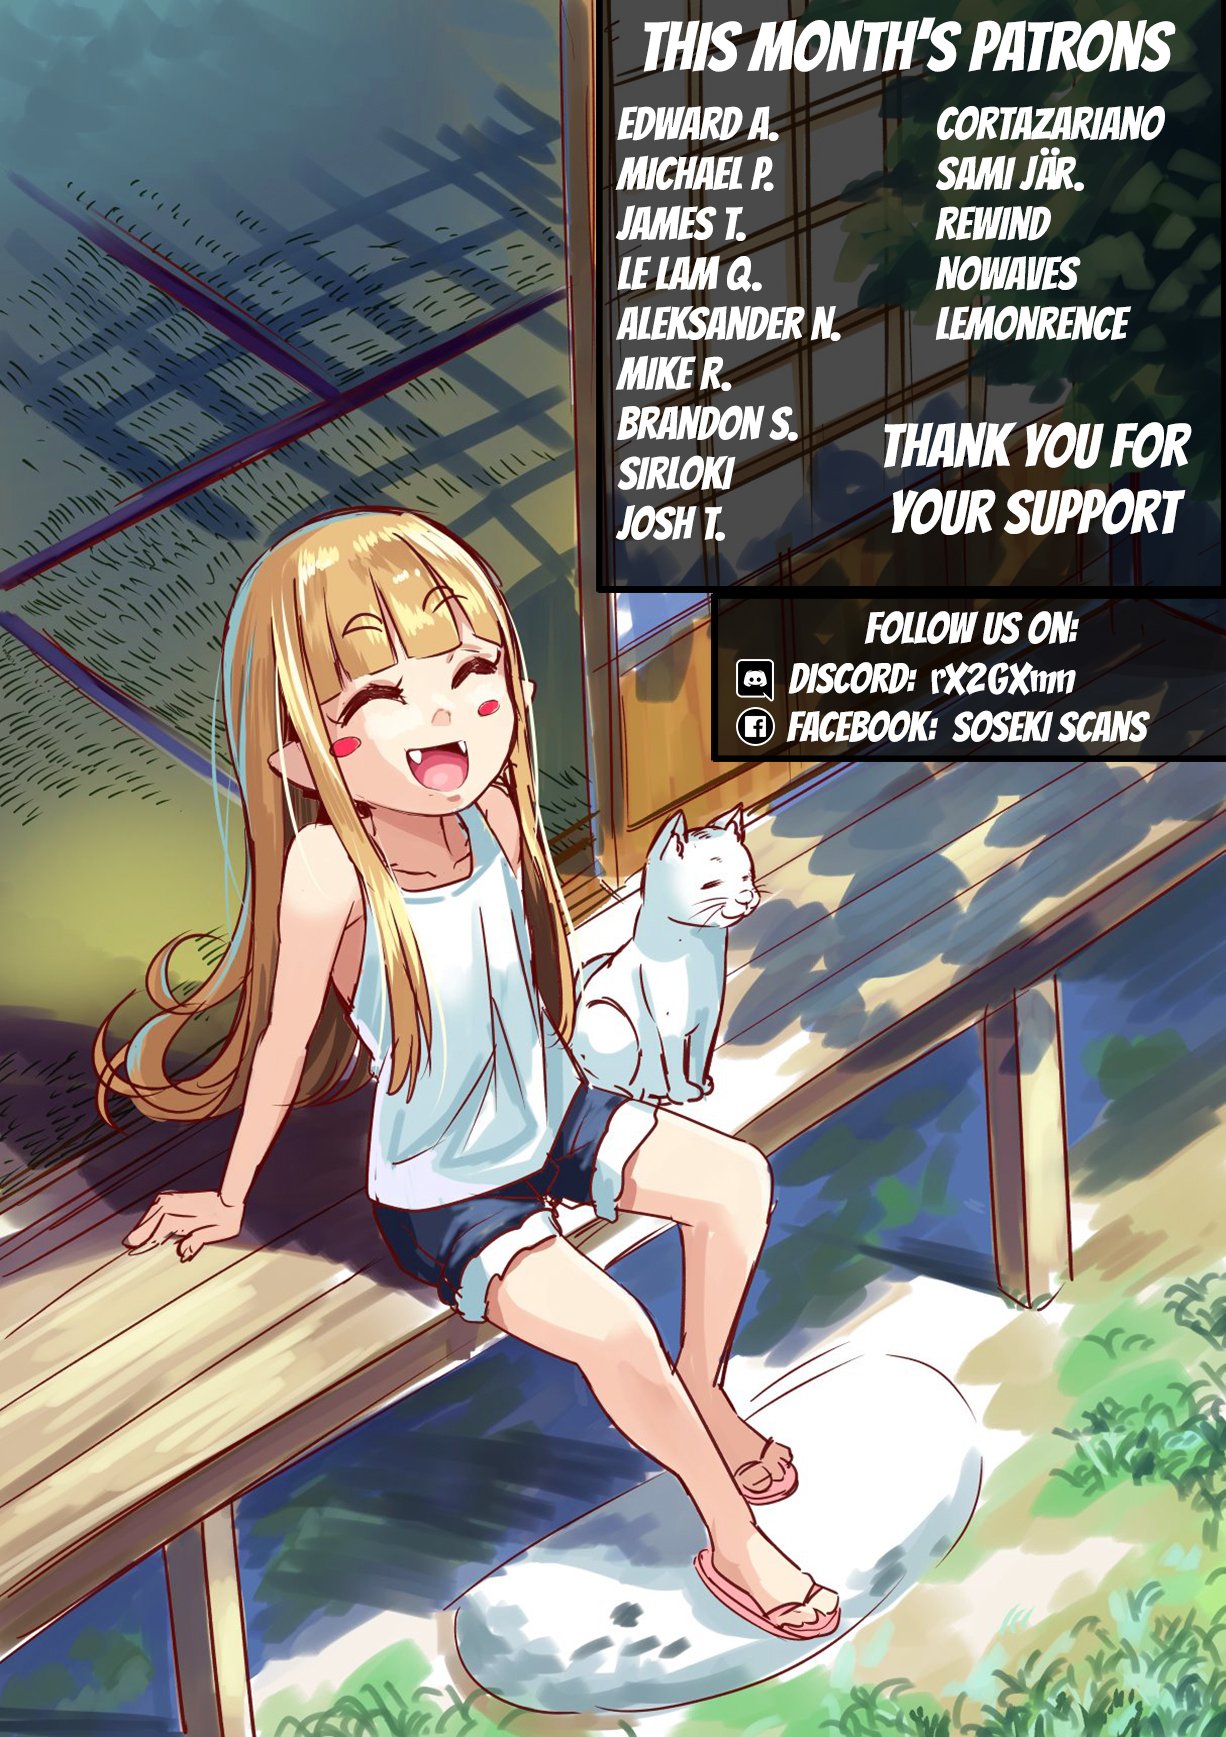 THIS MONTH'S PATRONS
EDWARD A.
MICHAEL P.
JAMES T.
LE LAM Q.
ALEKSANDER N.
MIKE R.
BRANDON S.
SIRLOKI
JOSH T.
CORTAZARIANO
SAMI JÄR.
REWIND
NOWAVES
LEMONRENCE
THANK YOU FOR
YOUR SUPPORT
FOLLOW US ON:
DISCORD: rX2GXmn
FACEBOOK: SOSEKI SCANS